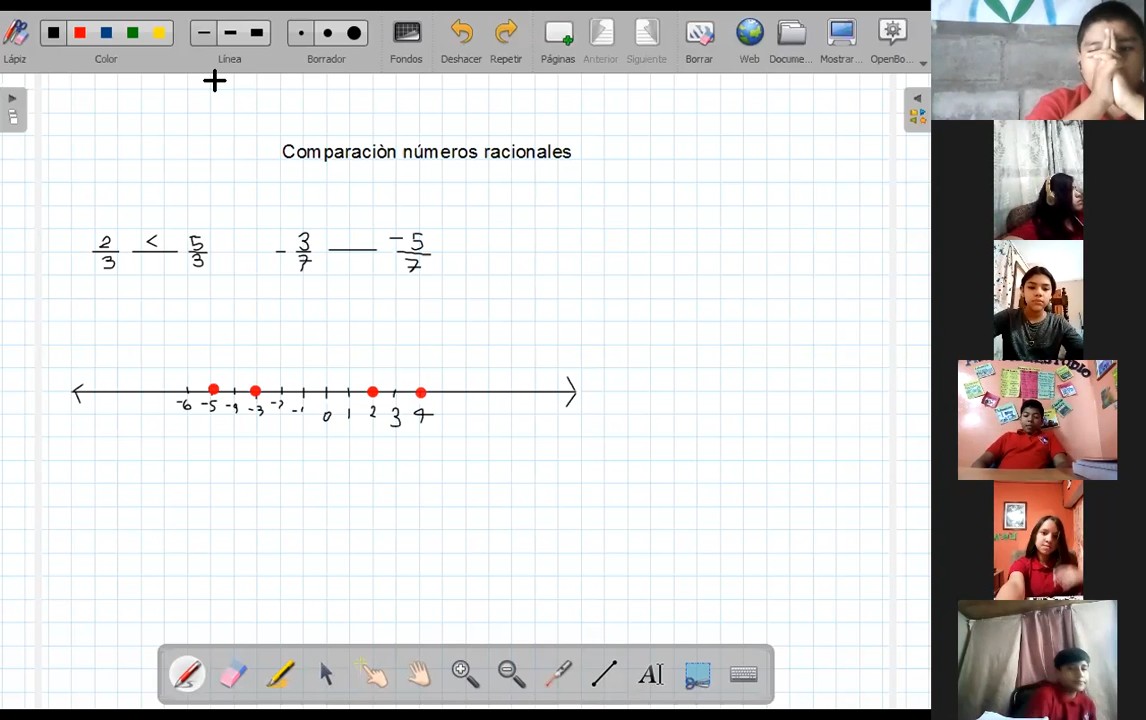 Lápiz Color Línea Borrador Fondos Deshacer Repetir Páginas Anterior Siguiente Borrar Web Docume... Mostrar... OpenBo...
Comparaciòn números racionales
2/3 < 5/3 - 3/7 ___ -5/7
-6 -5 -4 -3 -2 -1 0 1 2 3 4
AI